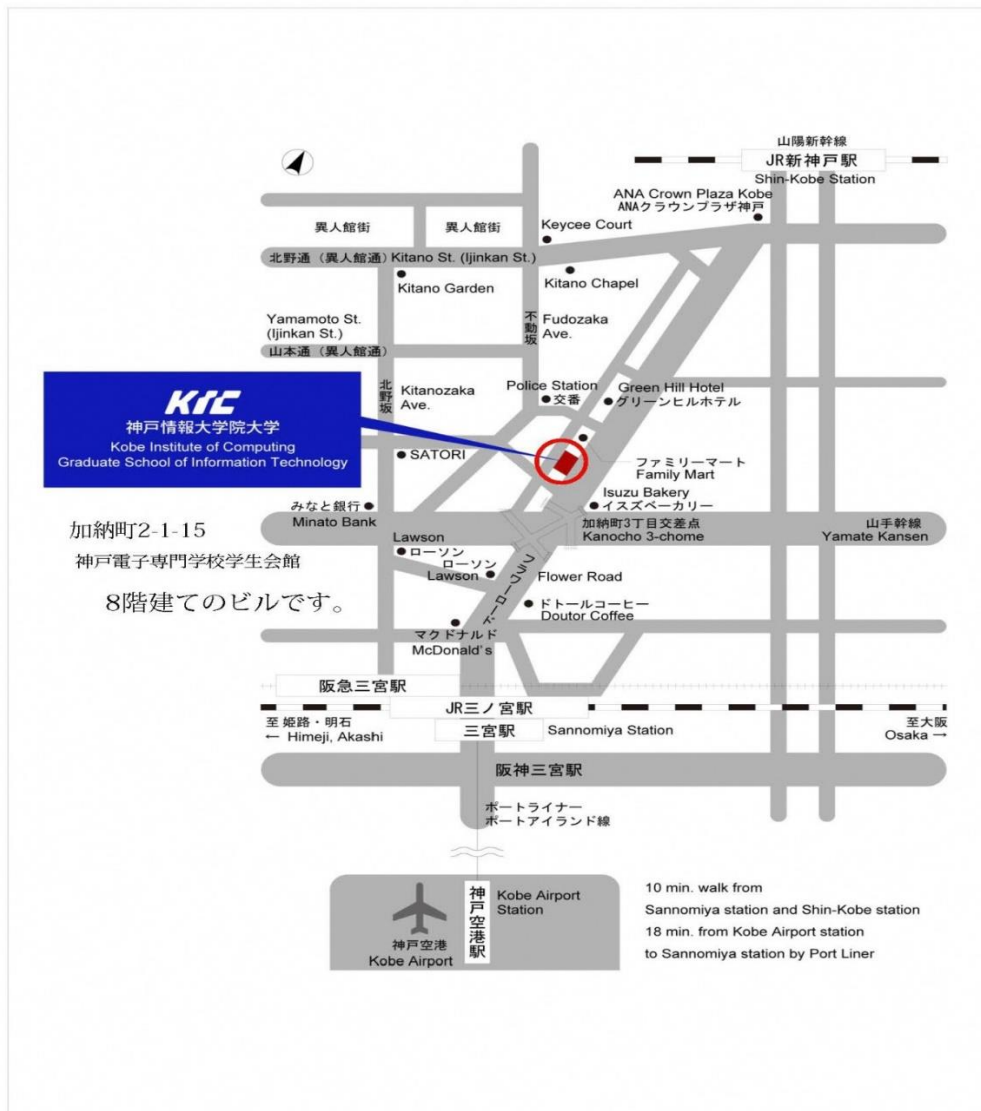 山陽新幹線
JR新神戸駅
Shin-Kobe Station
ANA Crown Plaza Kobe
ANAクラウンプラザ神戸
異人館街
異人館街
Keycee Court
北野通（異人館通）Kitano St. (Ijinkan St.)
Kitano Garden
Kitano Chapel
Yamamoto St.
(Ijinkan St.)
山本通（異人館通）
不動坂
Fudozaka
Ave.
北野坂
Kitanozaka
Ave.
Police Station
交番
Green Hill Hotel
グリーンヒルホテル
KIC
神戸情報大学院大学
Kobe Institute of Computing
Graduate School of Information Technology
SATORI
ファミリーマート
Family Mart
Isuzu Bakery
イスズベーカリー
みなと銀行
Minato Bank
加納町3丁目交差点
Kanocho 3-chome
山手幹線
Yamate Kansen
加納町2-1-15
神戸電子専門学校学生会館
8階建てのビルです。
Lawson
ローソン
ローソン
Lawson
フラワーロード
Flower Road
ドトールコーヒー
Doutor Coffee
マクドナルド
McDonald's
阪急三宮駅
JR三ノ宮駅
三宮駅
Sannomiya Station
至 姫路・明石
← Himeji, Akashi
至大阪
Osaka →
阪神三宮駅
ポートライナー
ポートアイランド線
神戸空港駅
Kobe Airport
Station
神戸空港
Kobe Airport
10 min. walk from
Sannomiya station and Shin-Kobe station
18 min. from Kobe Airport station
to Sannomiya station by Port Liner